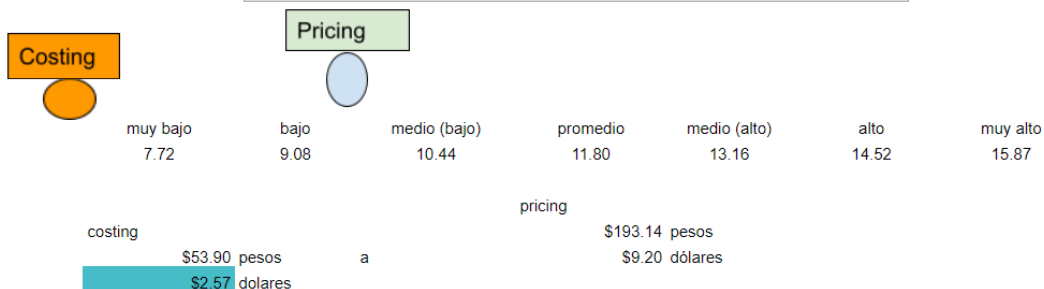 Pricing
Costing
muy bajo bajo medio (bajo) promedio medio (alto) alto muy alto
7.72 9.08 10.44 11.80 13.16 14.52 15.87
pricing
costing $193.14 pesos
$53.90 pesos a $9.20 dólares
$2.57 dolares